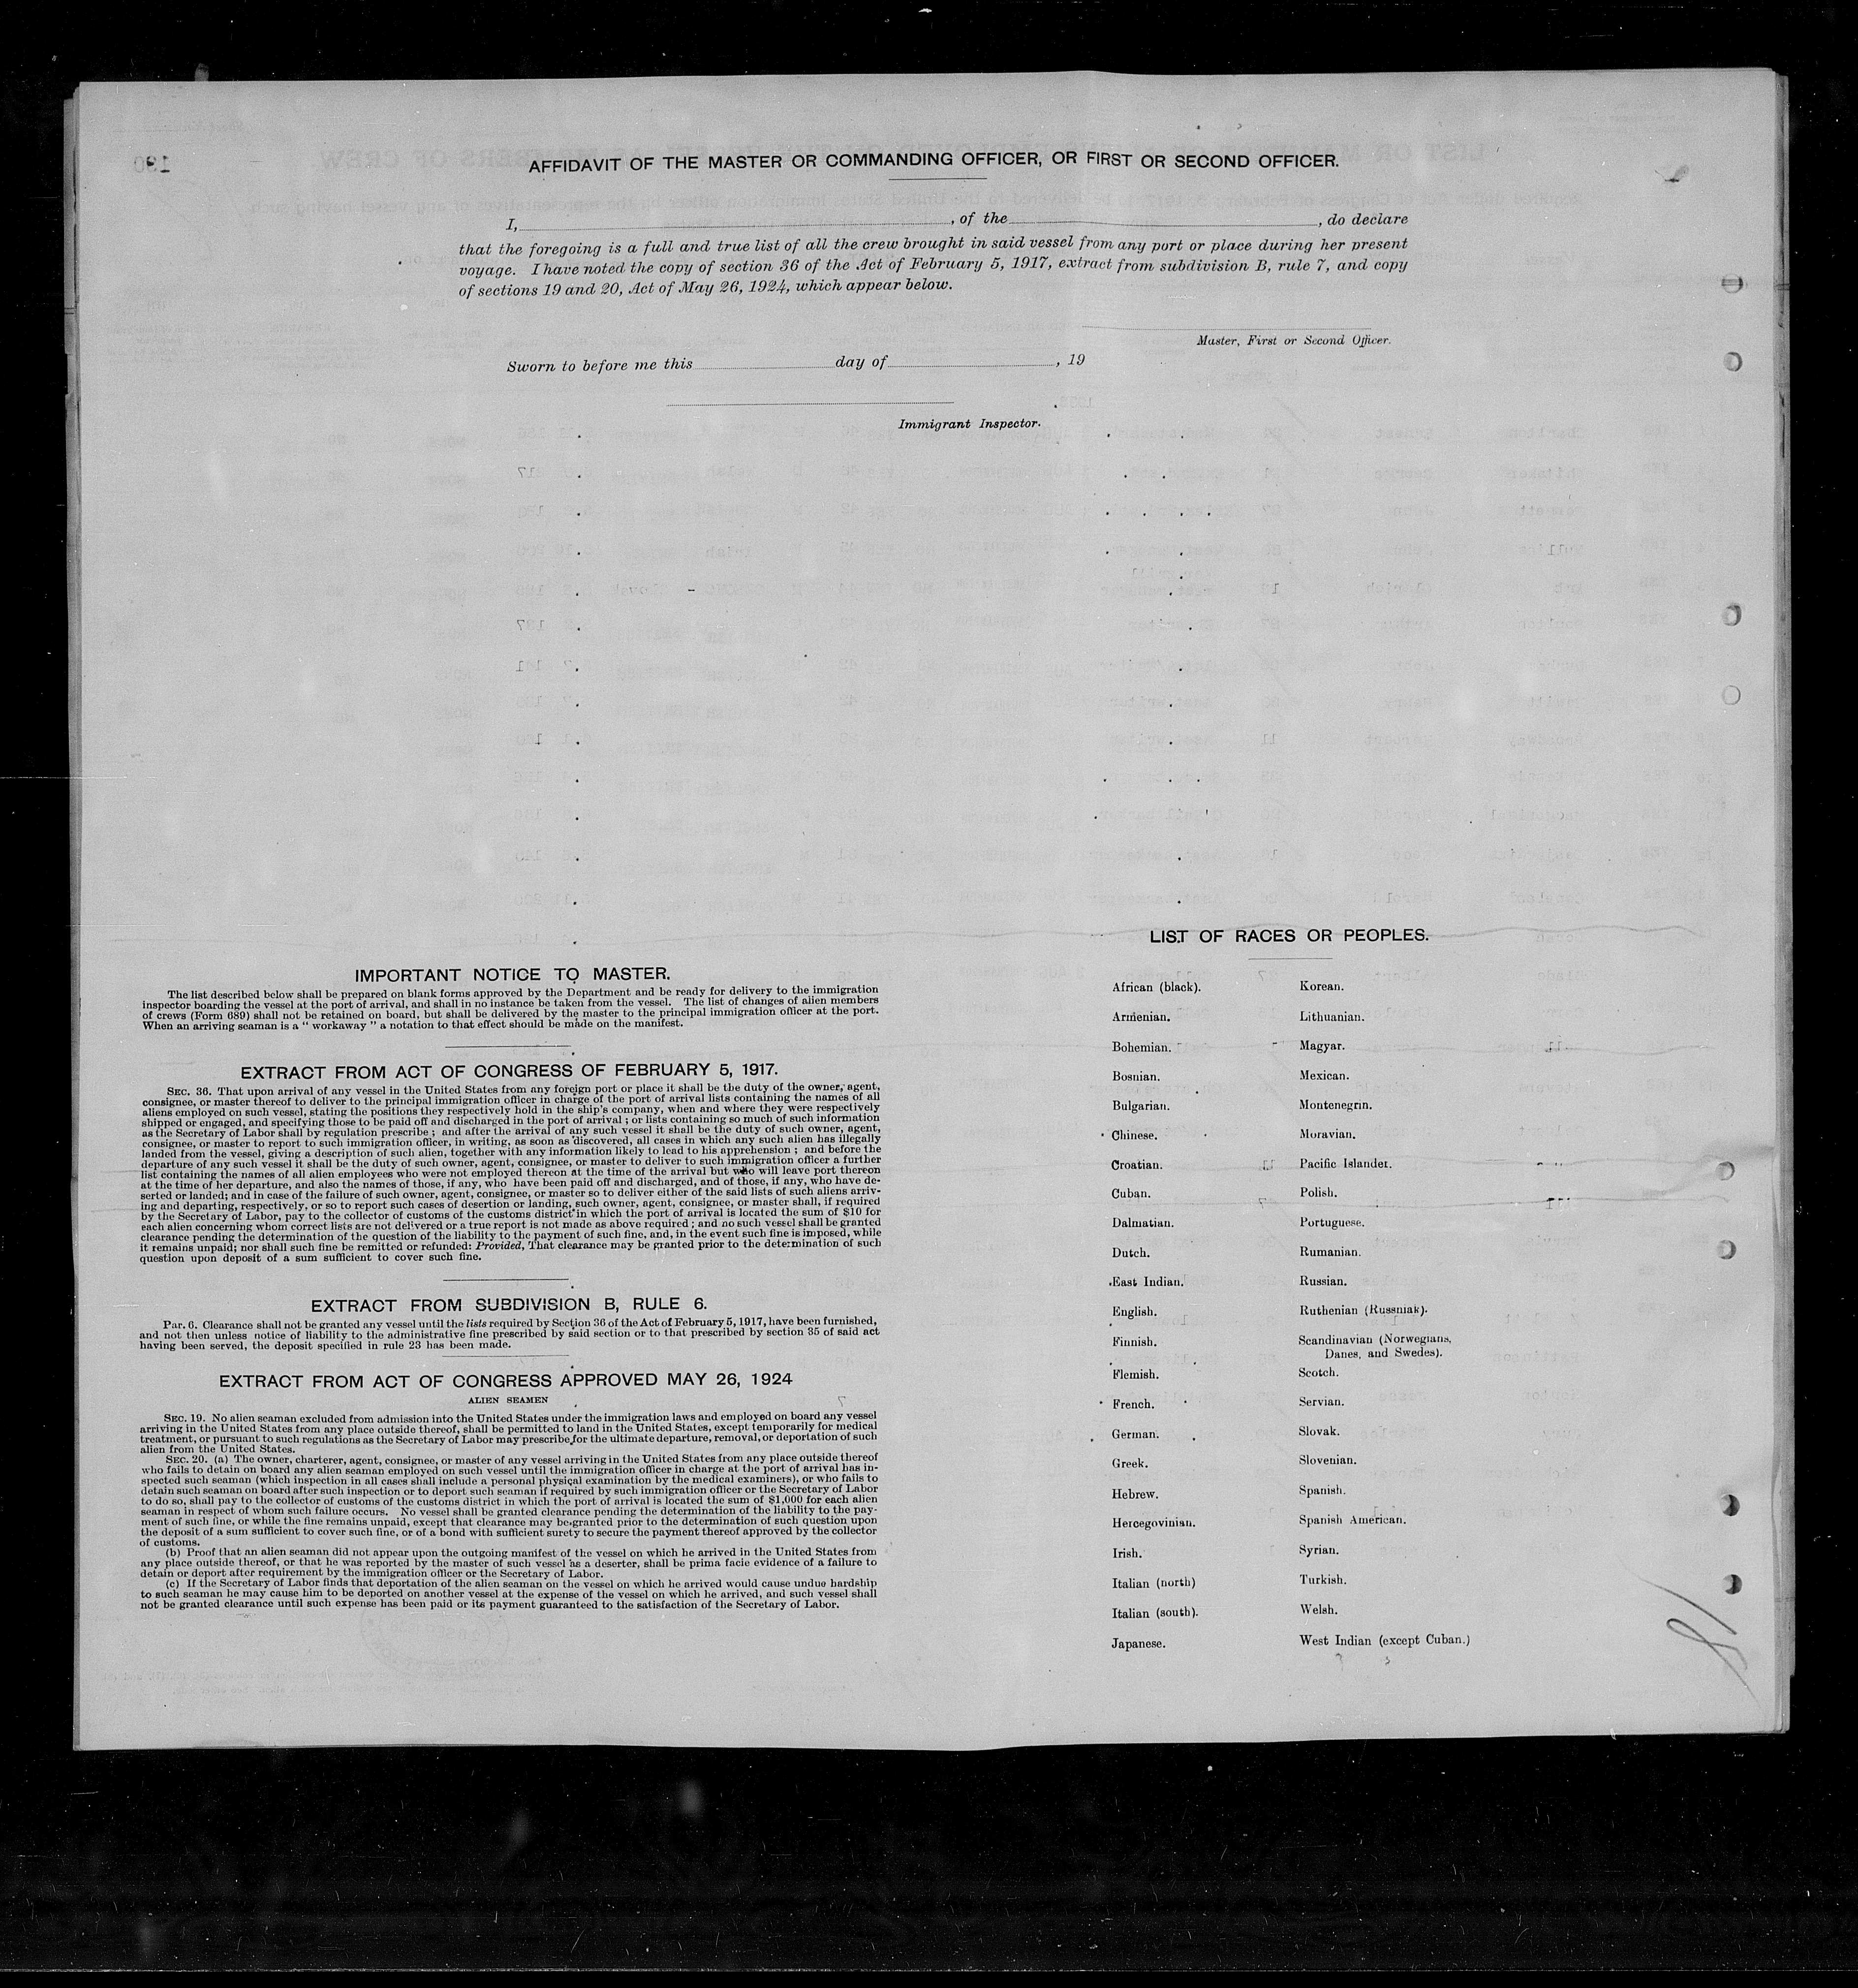 AFFIDAVIT OF THE MASTER OR COMMANDING OFFICER, OR FIRST OR SECOND OFFICER.
I, , of the , do declare
that the foregoing is a full and true list of all the crew brought in said vessel from any port or place during her present
voyage. I have noted the copy of section 36 of the Act of February 5, 1917, extract from subdivision B, rule 7, and copy
of sections 19 and 20, Act of May 26, 1924, which appear below.
Master, First or Second Officer.
Sworn to before me this day of , 19
Immigrant Inspector.
IMPORTANT NOTICE TO MASTER.
The list described below shall be prepared on blank forms approved by the Department and be ready for delivery to the immigration
inspector boarding the vessel at the port of arrival, and shall in no instance be taken from the vessel. The list of changes of alien members
of crews (Form 689) shall not be retained on board, but shall be delivered by the master to the principal immigration officer at the port.
When an arriving seaman is a " workaway " a notation to that effect should be made on the manifest.
EXTRACT FROM ACT OF CONGRESS OF FEBRUARY 5, 1917.
SEC. 36. That upon arrival of any vessel in the United States from any foreign port or place it shall be the duty of the owner, agent,
consignee, or master thereof to deliver to the principal immigration officer in charge of the port of arrival lists containing the names of all
aliens employed on such vessel, stating the positions they respectively hold in the ship's company, when and where they were respectively
shipped or engaged, and specifying those to be paid off and discharged in the port of arrival ; or lists containing so much of such information
as the Secretary of Labor shall by regulation prescribe ; and after the arrival of any such vessel it shall be the duty of such owner, agent,
consignee, or master to report to such immigration officer, in writing, as soon as discovered, all cases in which any such alien has illegally
landed from the vessel, giving a description of such alien, together with any information likely to lead to his apprehension ; and before the
departure of any such vessel it shall be the duty of such owner, agent, consignee, or master to deliver to such immigration officer a further
list containing the names of all alien employees who were not employed thereon at the time of the arrival but who will leave port thereon
at the time of her departure, and also the names of those, if any, who have been paid off and discharged, and of those, if any, who have de-
serted or landed; and in case of the failure of such owner, agent, consignee, or master so to deliver either of the said lists of such aliens arriv-
ing and departing, respectively, or so to report such cases of desertion or landing, such owner, agent, consignee, or master shall, if required
by the Secretary of Labor, pay to the collector of customs of the customs district in which the port of arrival is located the sum of $10 for
each alien concerning whom correct lists are not delivered or a true report is not made as above required ; and no such vessel shall be granted
clearance pending the determination of the question of the liability to the payment of such fine, and, in the event such fine is imposed, while
it remains unpaid; nor shall such fine be remitted or refunded: Provided, That clearance may be granted prior to the determination of such
question upon deposit of a sum sufficient to cover such fine.
EXTRACT FROM SUBDIVISION B, RULE 6.
Par. 6. Clearance shall not be granted any vessel until the lists required by Section 36 of the Act of February 5, 1917, have been furnished,
and not then unless notice of liability to the administrative fine prescribed by said section or to that prescribed by section 35 of said act
having been served, the deposit specified in rule 23 has been made.
EXTRACT FROM ACT OF CONGRESS APPROVED MAY 26, 1924
ALIEN SEAMEN
SEC. 19. No alien seaman excluded from admission into the United States under the immigration laws and employed on board any vessel
arriving in the United States from any place outside thereof, shall be permitted to land in the United States, except temporarily for medical
treatment, or pursuant to such regulations as the Secretary of Labor may prescribe for the ultimate departure, removal, or deportation of such
alien from the United States.
SEC. 20. (a) The owner, charterer, agent, consignee, or master of any vessel arriving in the United States from any place outside thereof
who fails to detain on board any alien seaman employed on such vessel until the immigration officer in charge at the port of arrival has in-
spected such seaman (which inspection in all cases shall include a personal physical examination by the medical examiners), or who fails to
detain such seaman on board after such inspection or to deport such seaman if required by such immigration officer or the Secretary of Labor
to do so, shall pay to the collector of customs of the customs district in which the port of arrival is located the sum of $1,000 for each alien
seaman in respect of whom such failure occurs. No vessel shall be granted clearance pending the determination of the liability to the pay-
ment of such fine, or while the fine remains unpaid, except that clearance may be granted prior to the determination of such question upon
the deposit of a sum sufficient to cover such fine, or of a bond with sufficient surety to secure the payment thereof approved by the collector
of customs.
(b) Proof that an alien seaman did not appear upon the outgoing manifest of the vessel on which he arrived in the United States from
any place outside thereof, or that he was reported by the master of such vessel as a deserter, shall be prima facie evidence of a failure to
detain or deport after requirement by the immigration officer or the Secretary of Labor.
(c) If the Secretary of Labor finds that deportation of the alien seaman on the vessel on which he arrived would cause undue hardship
to such seaman he may cause him to be deported on another vessel at the expense of the vessel on which he arrived, and such vessel shall
not be granted clearance until such expense has been paid or its payment guaranteed to the satisfaction of the Secretary of Labor.
LIST OF RACES OR PEOPLES.
African (black).
Armenian.
Bohemian.
Bosnian.
Bulgarian.
Chinese.
Croatian.
Cuban.
Dalmatian.
Dutch.
East Indian.
English.
Finnish.
Flemish.
French.
German.
Greek.
Hebrew.
Hercegovinian.
Irish.
Italian (north)
Italian (south).
Japanese.
Korean.
Lithuanian.
Magyar.
Mexican.
Montenegrin.
Moravian.
Pacific Islander.
Polish.
Portuguese.
Rumanian.
Russian.
Ruthenian (Russniak).
Scandinavian (Norwegians,
Danes, and Swedes).
Scotch.
Servian.
Slovak.
Slovenian.
Spanish.
Spanish American.
Syrian.
Turkish.
Welsh.
West Indian (except Cuban.)